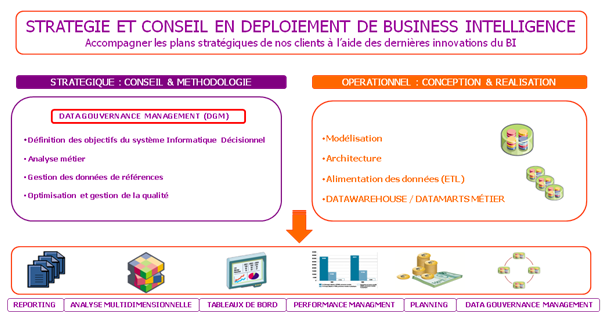 STRATEGIE ET CONSEIL EN DEPLOIEMENT DE BUSINESS INTELLIGENCE
Accompagner les plans stratégiques de nos clients à l'aide des dernières innovations du BI
STRATEGIQUE : CONSEIL & METHODOLOGIE
DATA GOUVERNANCE MANAGEMENT (DGM)
•Définition des objectifs du système Informatique Décisionnel
•Analyse métier
•Gestion des données de références
•Optimisation et gestion de la qualité
OPERATIONNEL : CONCEPTION & REALISATION
•Modélisation
•Architecture
•Alimentation des données (ETL)
•DATAWAREHOUSE / DATAMARTS MÉTIER
REPORTING
ANALYSE MULTIDIMENSIONNELLE
TABLEAUX DE BORD
PERFORMANCE MANAGMENT
PLANNING
DATA GOUVERNANCE MANAGEMENT